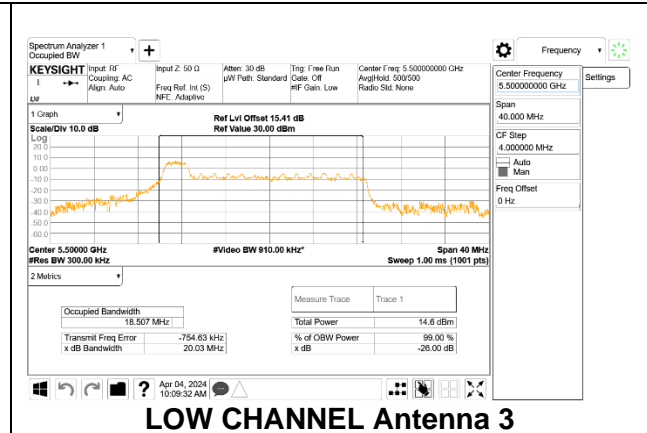 Spectrum Analyzer 1
Occupied BW
Frequency
KEYSIGHT
Input: RF
Coupling: AC
Align: Auto
Input Z: 50 Ω
Freq Ref: Int (S)
NFE: Adaptive
Atten: 30 dB
µW Path: Standard
Trig: Free Run
Gate: Off
#IF Gain: Low
Center Freq: 5.500000000 GHz
Avg|Hold: 500/500
Radio Std: None
Center Frequency
5.500000000 GHz
Settings
Span
40.000 MHz
CF Step
4.000000 MHz
Auto
Man
Freq Offset
0 Hz
1 Graph
Scale/Div 10.0 dB
Ref Lvl Offset 15.41 dB
Ref Value 30.00 dBm
Log
20.0
10.0
0.00
-10.0
-20.0
-30.0
-40.0
-50.0
-60.0
Center 5.50000 GHz
#Res BW 300.00 kHz
#Video BW 910.00 kHz*
Span 40 MHz
Sweep 1.00 ms (1001 pts)
2 Metrics
Measure Trace Trace 1
Occupied Bandwidth
18.507 MHz
Total Power 14.6 dBm
Transmit Freq Error -754.63 kHz
% of OBW Power 99.00 %
x dB Bandwidth 20.03 MHz
x dB -26.00 dB
Apr 04, 2024
10:09:32 AM
LOW CHANNEL Antenna 3